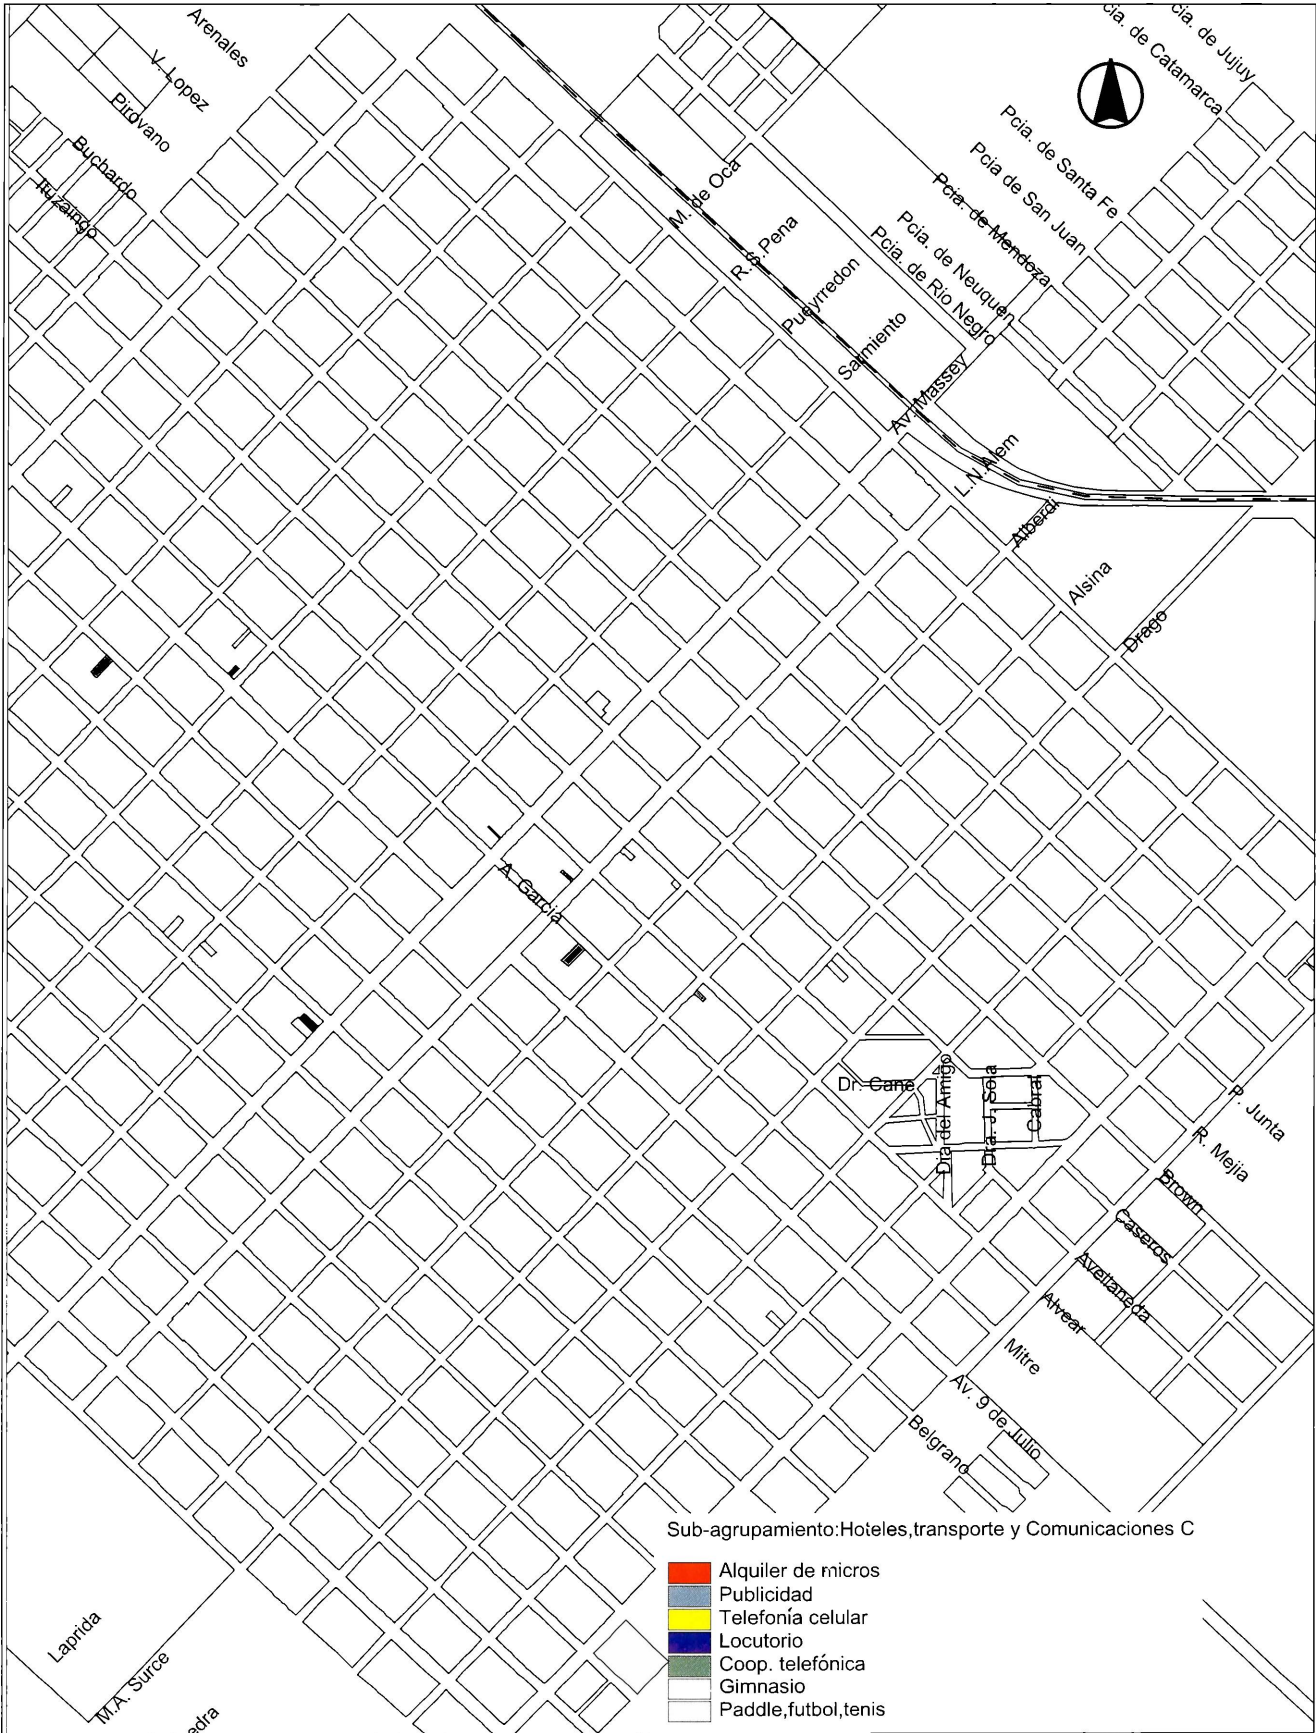 Arenales
V. Lopez
Pirovano
Buchardo
Ituzaingo
cia. de Jujuy
cia. de Catamarca
Pcia. de Santa Fe
Pcia de San Juan
Pcia. de Mendoza
Pcia. de Neuquen
Pcia. de Rio Negro
M. de Oca
R.S.Pena
Pueyrredon
Sarmiento
Av. Massey
L.N.Alem
Alberdi
Alsina
Drago
A. Garcia
Dr. Cane
Dia del Amigo
Dra. J. Sola
Cabral
P. Junta
R. Mejia
Brown
Caseros
Avellaneda
Alvear
Mitre
Av. 9 de Julio
Belgrano
Laprida
M.A. Surce
edra
Sub-agrupamiento:Hoteles,transporte y Comunicaciones C
Alquiler de micros
Publicidad
Telefonía celular
Locutorio
Coop. telefónica
Gimnasio
Paddle,futbol,tenis